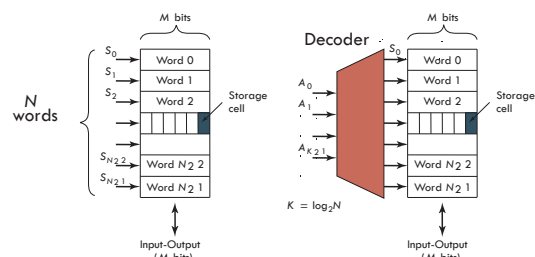 M bits
S0
S1
S2
SN2 2
SN2 1
N
words
Word 0
Word 1
Word 2
Word N2 2
Word N2 1
Storage
cell
Input-Output
(M bits)
Decoder
M bits
A0
A1
AK2 1
K = log2N
S0
Word 0
Word 1
Word 2
Word N2 2
Word N2 1
Storage
cell
Input-Output
(M bits)